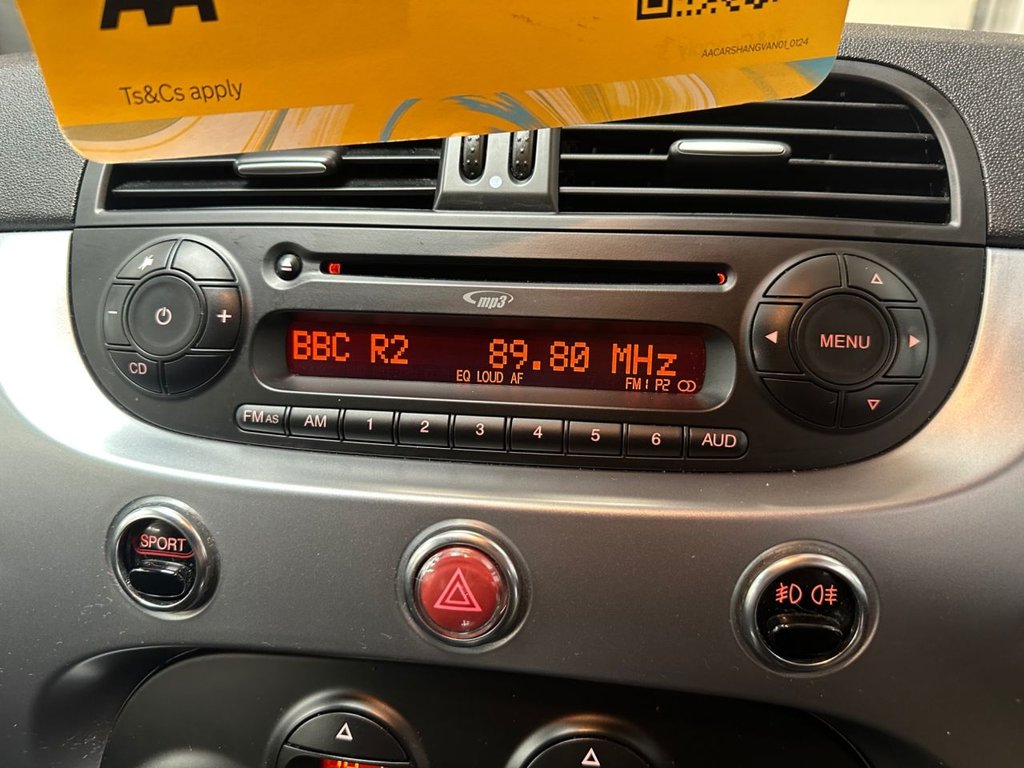 AA
Ts&Cs apply
AACARSHANGVAN01_0124
mp3
BBC R2 89.80 MHz
EQ LOUD AF FM1 P2
- +
CD
MENU
FM AS AM 1 2 3 4 5 6 AUD
SPORT